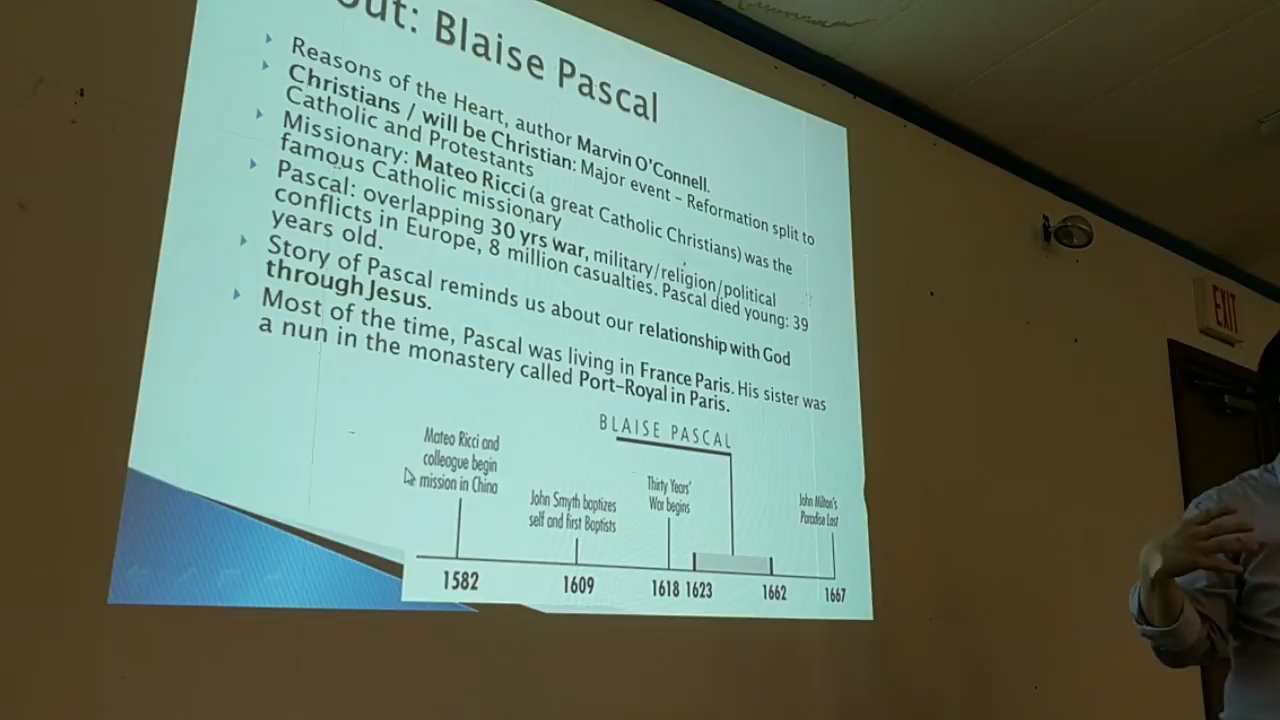 out: Blaise Pascal
Reasons of the Heart, author Marvin O'Connell.
Christians / will be Christian: Major event - Reformation split to
Catholic and Protestants
Missionary: Mateo Ricci (a great Catholic Christians) was the
famous Catholic missionary
Pascal: overlapping 30 yrs war, military/religion/political
conflicts in Europe, 8 million casualties. Pascal died young: 39
years old.
Story of Pascal reminds us about our relationship with God
through Jesus.
Most of the time, Pascal was living in France Paris. His sister was
a nun in the monastery called Port-Royal in Paris.
BLAISE PASCAL
Mateo Ricci and
colleague begin
mission in China
John Smyth baptizes
self and first Baptists
Thirty Years'
War begins
John Milton's
Paradise Lost
1582
1609
1618
1623
1662
1667
EXIT